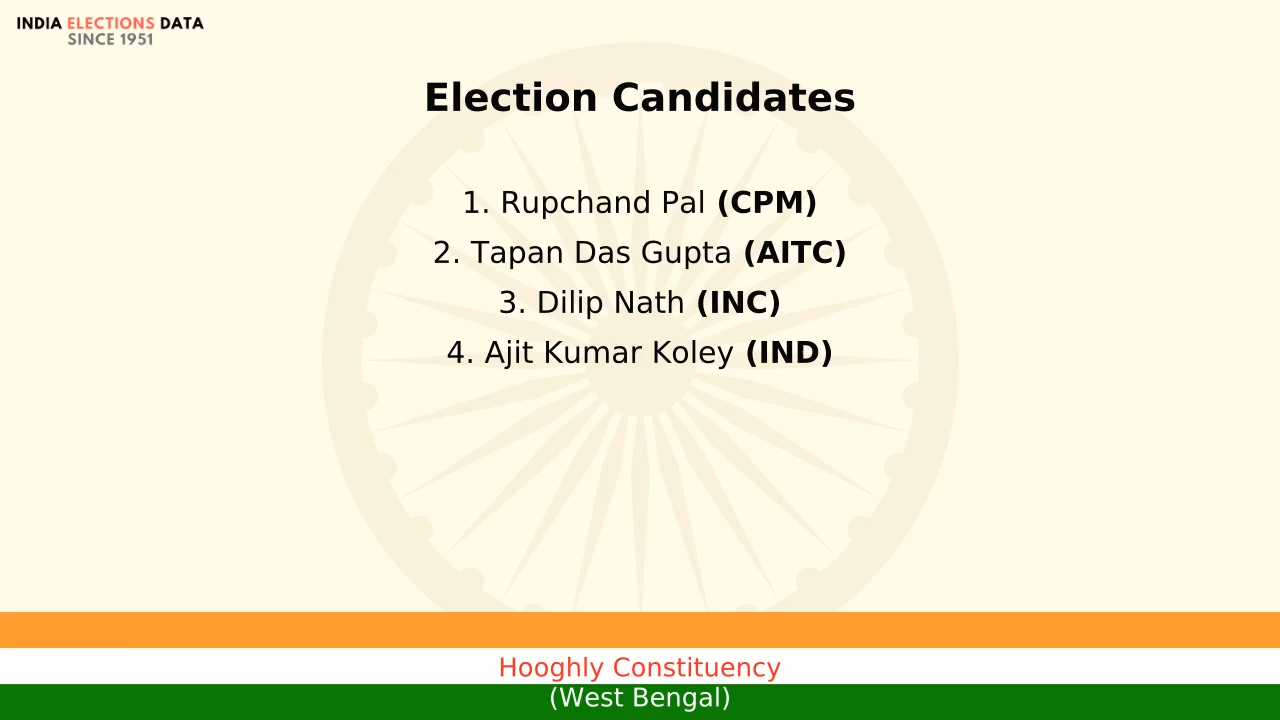 INDIA ELECTIONS DATA
SINCE 1951
Election Candidates
1. Rupchand Pal (CPM)
2. Tapan Das Gupta (AITC)
3. Dilip Nath (INC)
4. Ajit Kumar Koley (IND)
Hooghly Constituency
(West Bengal)